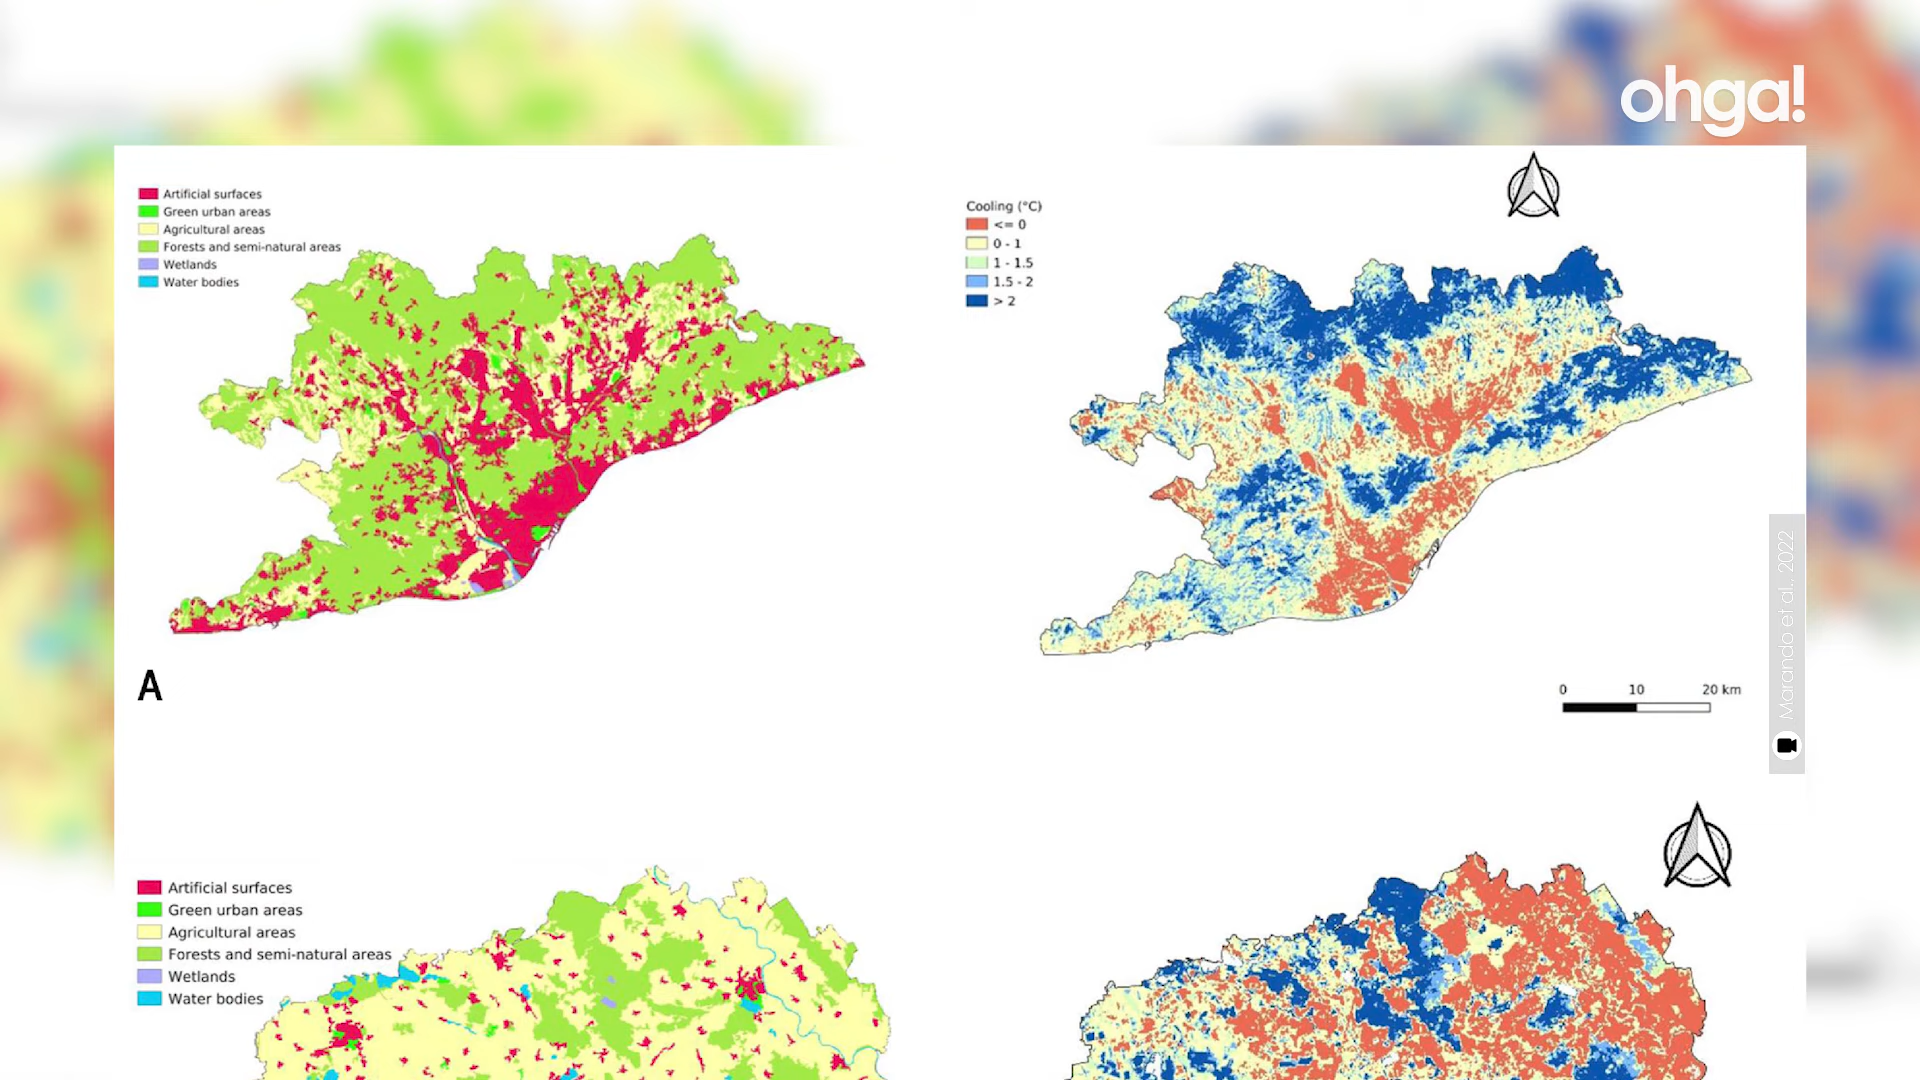 ohga!
Artificial surfaces
Green urban areas
Agricultural areas
Forests and semi-natural areas
Wetlands
Water bodies
Cooling (°C)
<= 0
0 - 1
1 - 1.5
1.5 - 2
> 2
A
0 10 20 km
Marando et al., 2022
Artificial surfaces
Green urban areas
Agricultural areas
Forests and semi-natural areas
Wetlands
Water bodies